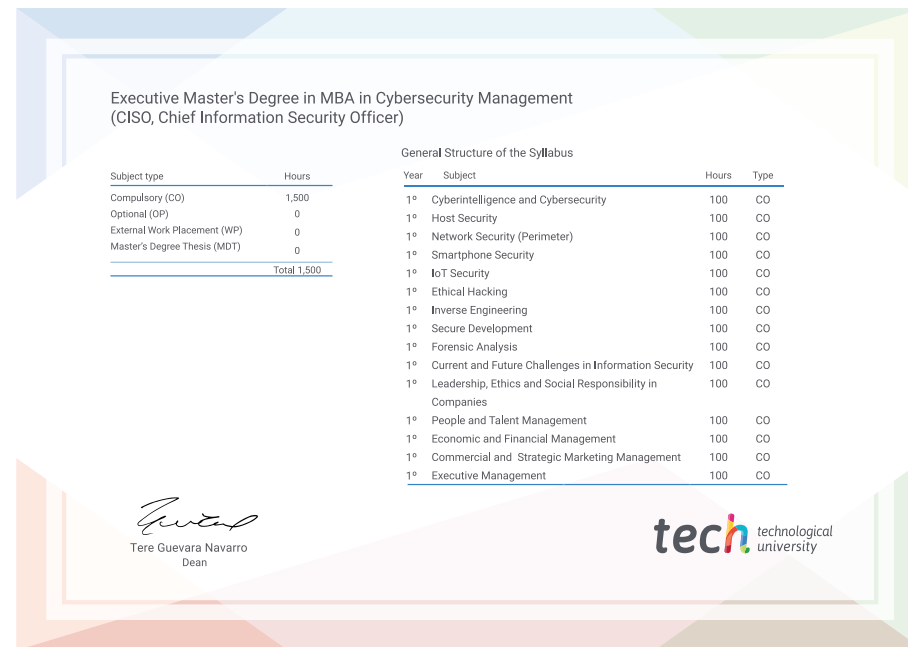 Executive Master's Degree in MBA in Cybersecurity Management
(CISO, Chief Information Security Officer)
General Structure of the Syllabus
Subject type Hours
Compulsory (CO) 1,500
Optional (OP) 0
External Work Placement (WP) 0
Master's Degree Thesis (MDT) 0
Total 1,500
Year Subject Hours Type
1º Cyberintelligence and Cybersecurity 100 CO
1º Host Security 100 CO
1º Network Security (Perimeter) 100 CO
1º Smartphone Security 100 CO
1º IoT Security 100 CO
1º Ethical Hacking 100 CO
1º Inverse Engineering 100 CO
1º Secure Development 100 CO
1º Forensic Analysis 100 CO
1º Current and Future Challenges in Information Security 100 CO
1º Leadership, Ethics and Social Responsibility in 100 CO
Companies
1º People and Talent Management 100 CO
1º Economic and Financial Management 100 CO
1º Commercial and Strategic Marketing Management 100 CO
1º Executive Management 100 CO
Tere Guevara Navarro
Dean
tech technological
university